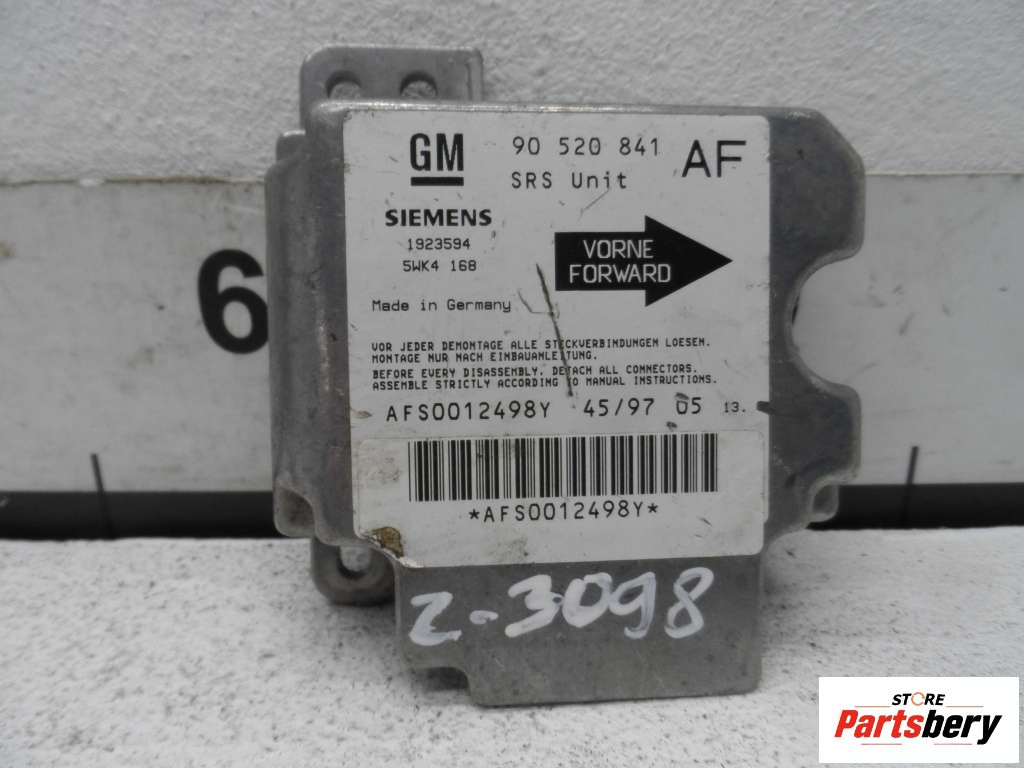 GM
90 520 841 AF
SRS Unit
SIEMENS
1923594
5WK4 168
VORNE
FORWARD
Made in Germany
VOR JEDER DEMONTAGE ALLE STECKVERBINDUNGEN LOESEN.
MONTAGE NUR NACH EINBAUANLEITUNG.
BEFORE EVERY DISASSEMBLY. DETACH ALL CONNECTORS.
ASSEMBLE STRICTLY ACCORDING TO MANUAL INSTRUCTIONS.
AFS0012498Y 45/97 05 13.
*AFS0012498Y*
2-3098
6
STORE
Partsbery